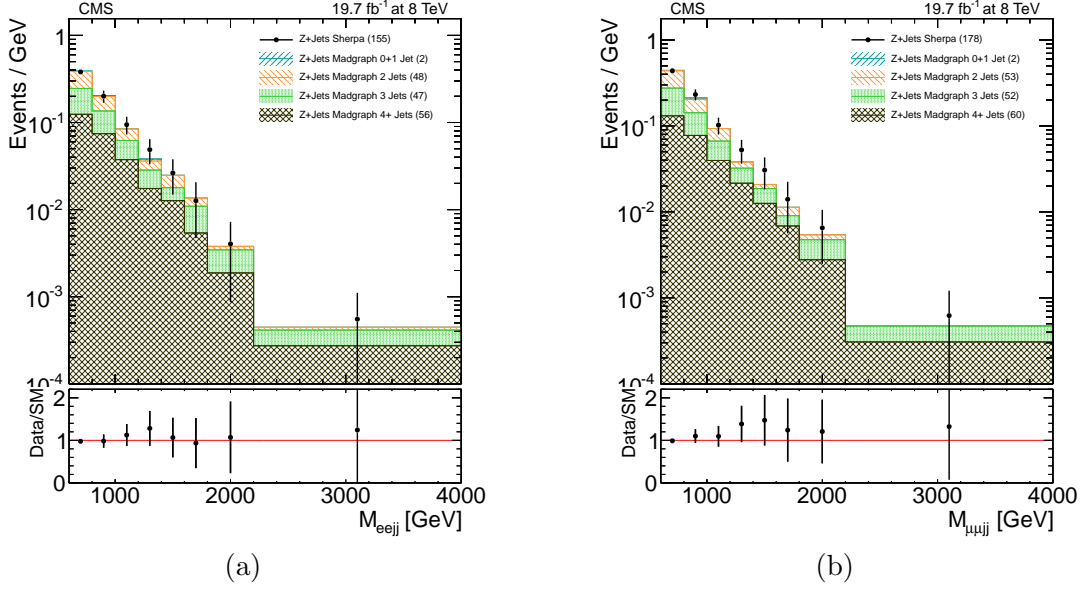 CMS 19.7 fb⁻¹ at 8 TeV
Events / GeV
1
10⁻¹
10⁻²
10⁻³
10⁻⁴
Z+Jets Sherpa (155)
Z+Jets Madgraph 0+1 Jet (2)
Z+Jets Madgraph 2 Jets (48)
Z+Jets Madgraph 3 Jets (47)
Z+Jets Madgraph 4+ Jets (56)
Data/SM
2
1
0
1000 2000 3000 4000
M_eejj [GeV]
(a)
CMS 19.7 fb⁻¹ at 8 TeV
Events / GeV
1
10⁻¹
10⁻²
10⁻³
10⁻⁴
Z+Jets Sherpa (178)
Z+Jets Madgraph 0+1 Jet (2)
Z+Jets Madgraph 2 Jets (53)
Z+Jets Madgraph 3 Jets (52)
Z+Jets Madgraph 4+ Jets (60)
Data/SM
2
1
0
1000 2000 3000 4000
M_μμjj [GeV]
(b)